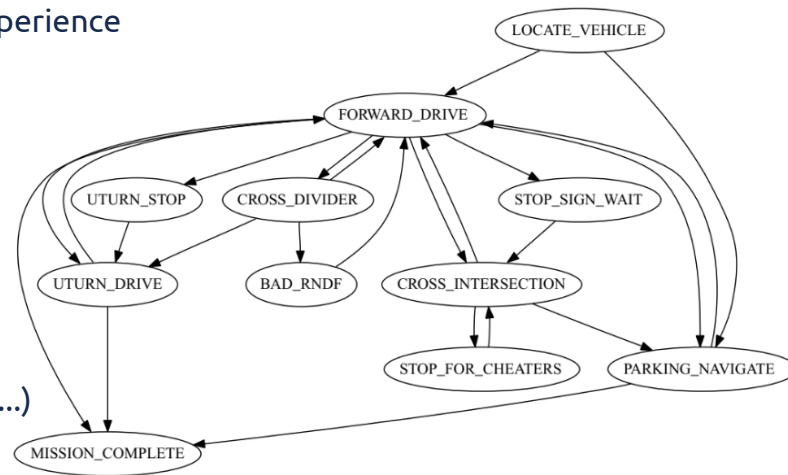 perience
LOCATE_VEHICLE
FORWARD_DRIVE
UTURN_STOP
CROSS_DIVIDER
STOP_SIGN_WAIT
UTURN_DRIVE
BAD_RNDF
CROSS_INTERSECTION
STOP_FOR_CHEATERS
PARKING_NAVIGATE
...)
MISSION_COMPLETE